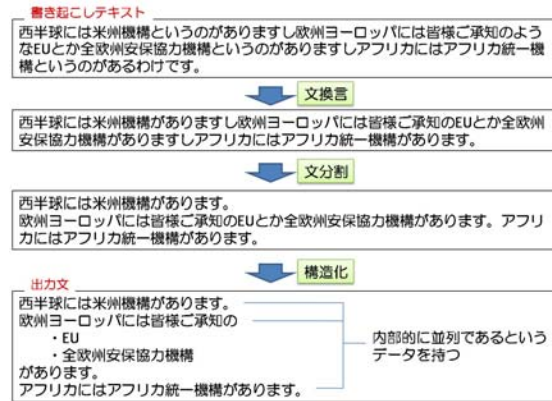 書き起こしテキスト
西半球には米州機構というのがありますし欧州ヨーロッパには皆様ご承知のよう
なEUとか全欧州安保協力機構というのがありますしアフリカにはアフリカ統一機
構というのがあるわけです。
文換言
西半球には米州機構がありますし欧州ヨーロッパには皆様ご承知のEUとか全欧州
安保協力機構がありますしアフリカにはアフリカ統一機構があります。
文分割
西半球には米州機構があります。
欧州ヨーロッパには皆様ご承知のEUとか全欧州安保協力機構があります。アフリ
カにはアフリカ統一機構があります。
構造化
出力文
西半球には米州機構があります。
欧州ヨーロッパには皆様ご承知の
・EU
・全欧州安保協力機構
があります。
アフリカにはアフリカ統一機構があります。
内部的に並列であるという
データを持つ